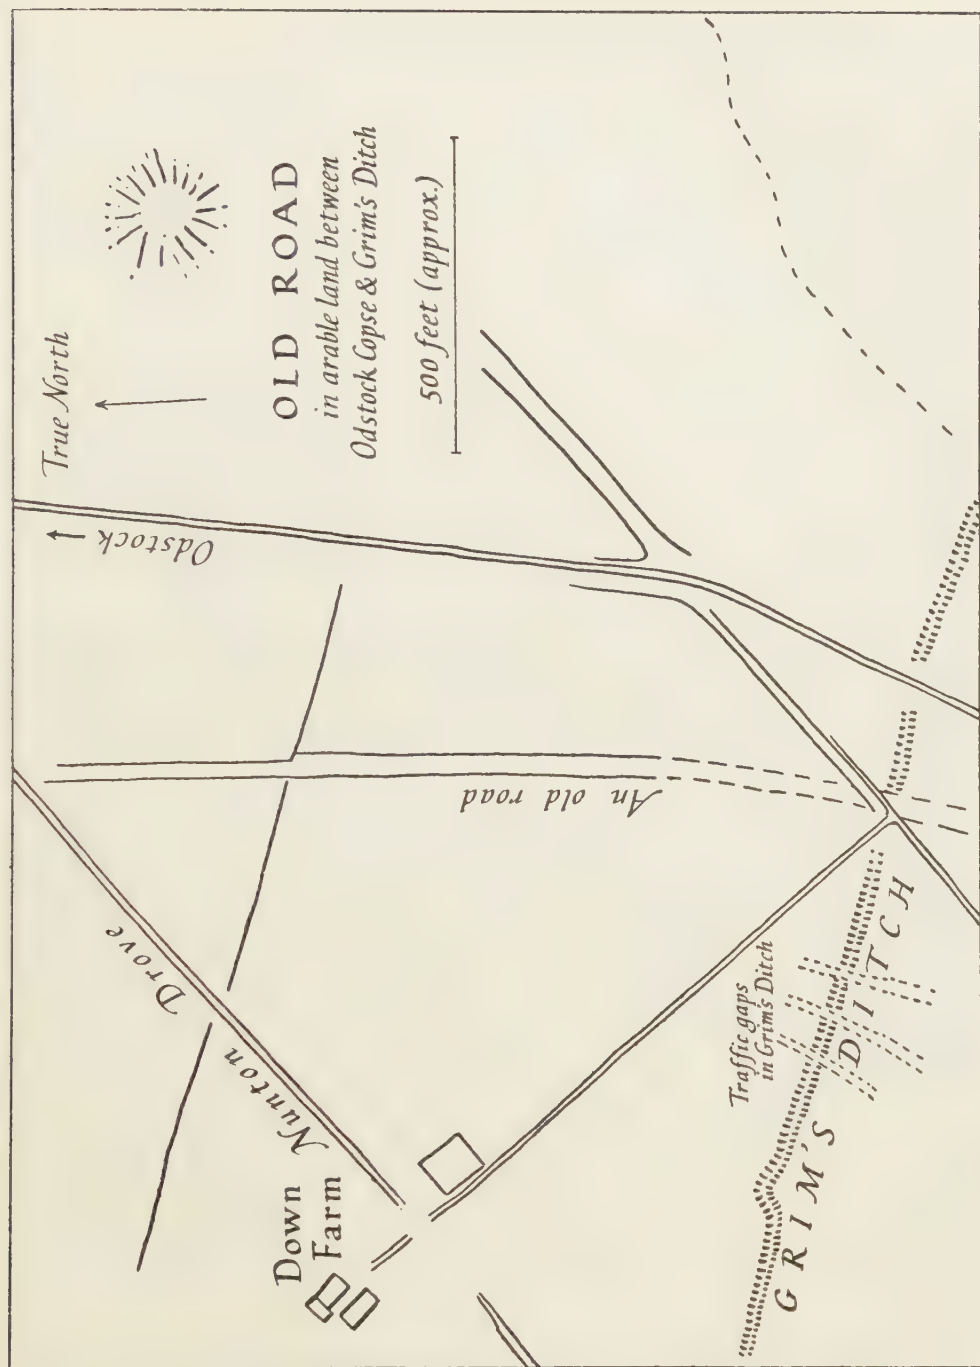 True North
OLD ROAD
in arable land between
Odstock Copse & Grim's Ditch
500 feet (approx.)
Odstock
An old road
Nunton Drove
Down
Farm
Traffic gaps
in Grim's Ditch
GRIM'S DITCH